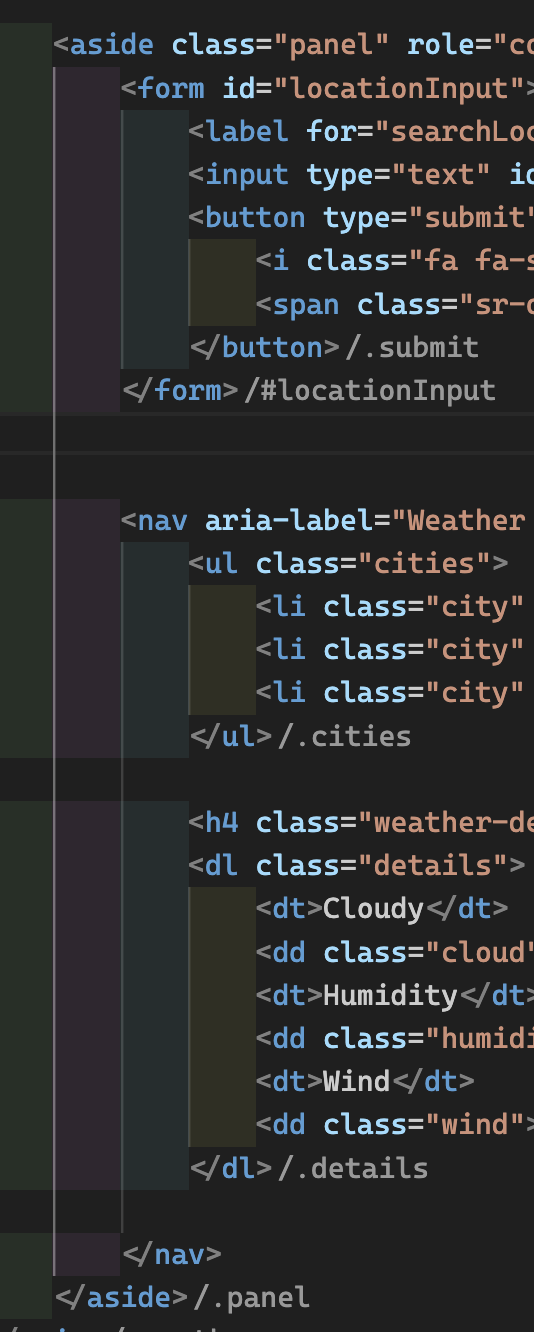 <aside class="panel" role="co
<form id="locationInput">
<label for="searchLoc
<input type="text" id
<button type="submit"
<i class="fa fa-s
<span class="sr-o
</button>/.submit
</form>/#locationInput
<nav aria-label="Weather
<ul class="cities">
<li class="city"
<li class="city"
<li class="city"
</ul>/.cities
<h4 class="weather-de
<dl class="details">
<dt>Cloudy</dt>
<dd class="cloud"
<dt>Humidity</dt>
<dd class="humidi
<dt>Wind</dt>
<dd class="wind">
</dl>/.details
</nav>
</aside>/.panel